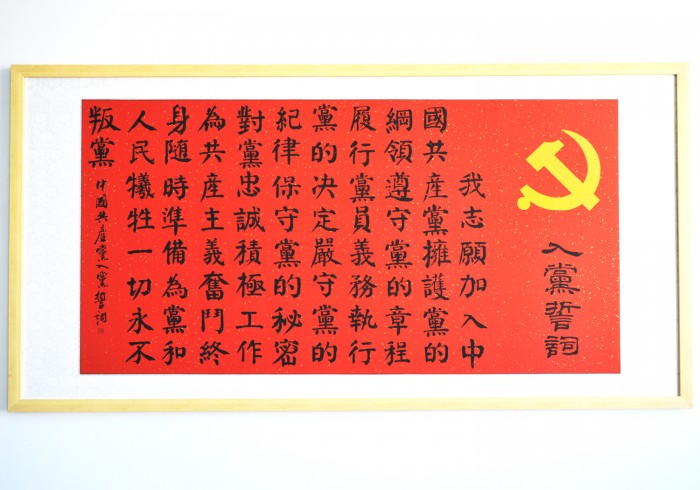 入黨誓詞
我志願加入中
國共産黨擁護黨的
綱領遵守黨的章程
履行黨員義務執行
黨的决定嚴守黨的
紀律保守黨的秘密
對黨忠誠積極工作
為共産主義奮鬥終
身隨時準備為黨和
人民犧牲一切永不
叛黨
中國共産黨入黨誓詞